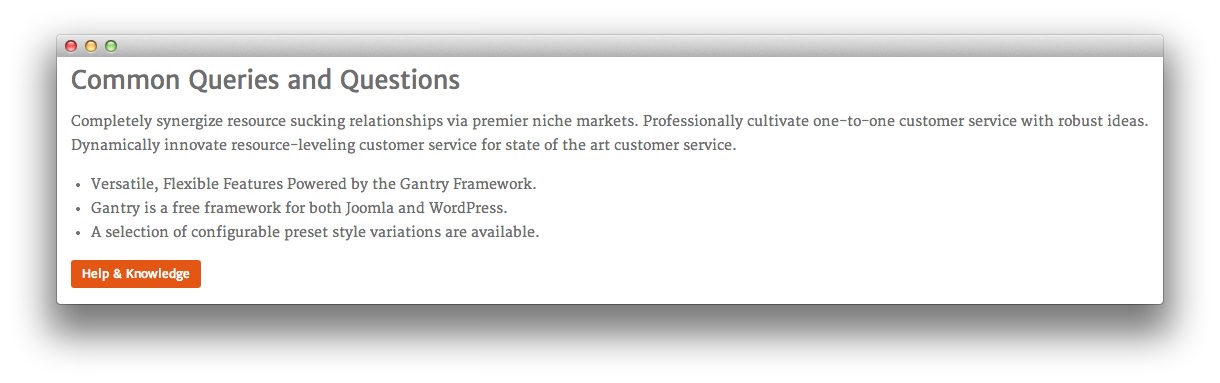 Common Queries and Questions
Completely synergize resource sucking relationships via premier niche markets. Professionally cultivate one-to-one customer service with robust ideas.
Dynamically innovate resource-leveling customer service for state of the art customer service.
• Versatile, Flexible Features Powered by the Gantry Framework.
• Gantry is a free framework for both Joomla and WordPress.
• A selection of configurable preset style variations are available.
Help & Knowledge